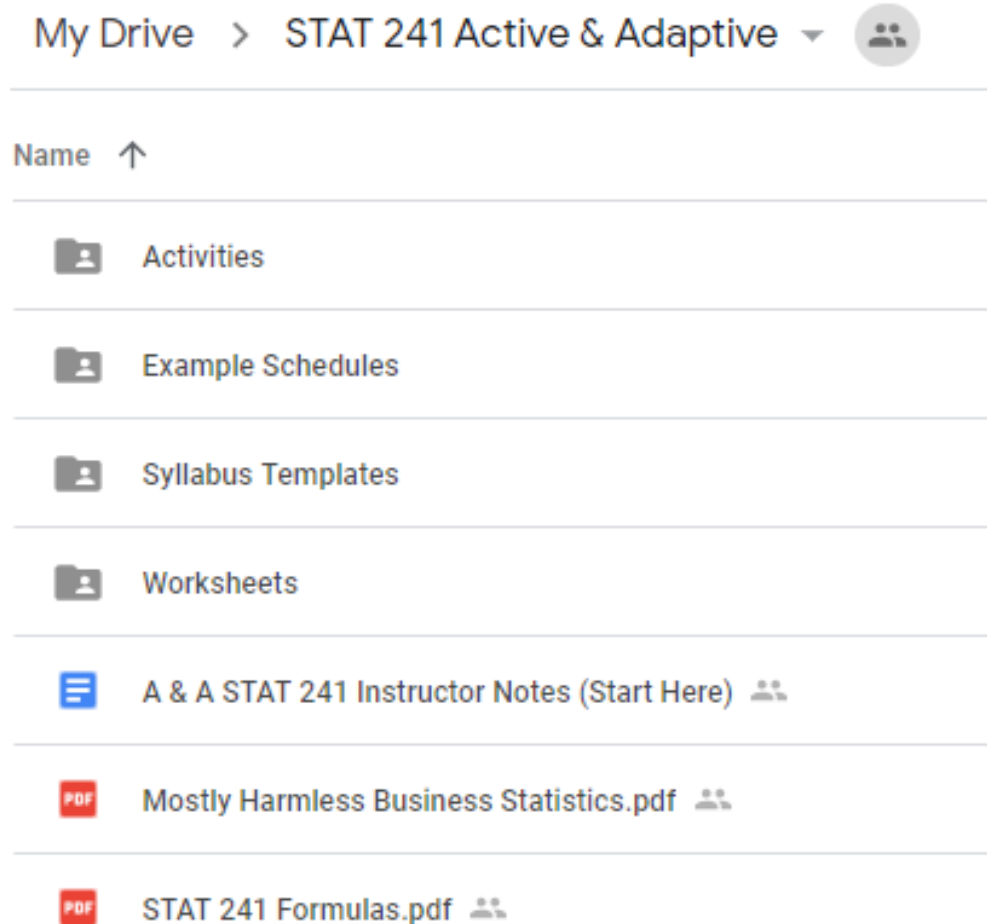 My Drive > STAT 241 Active & Adaptive
Name ↑
Activities
Example Schedules
Syllabus Templates
Worksheets
A & A STAT 241 Instructor Notes (Start Here)
PDF Mostly Harmless Business Statistics.pdf
PDF STAT 241 Formulas.pdf